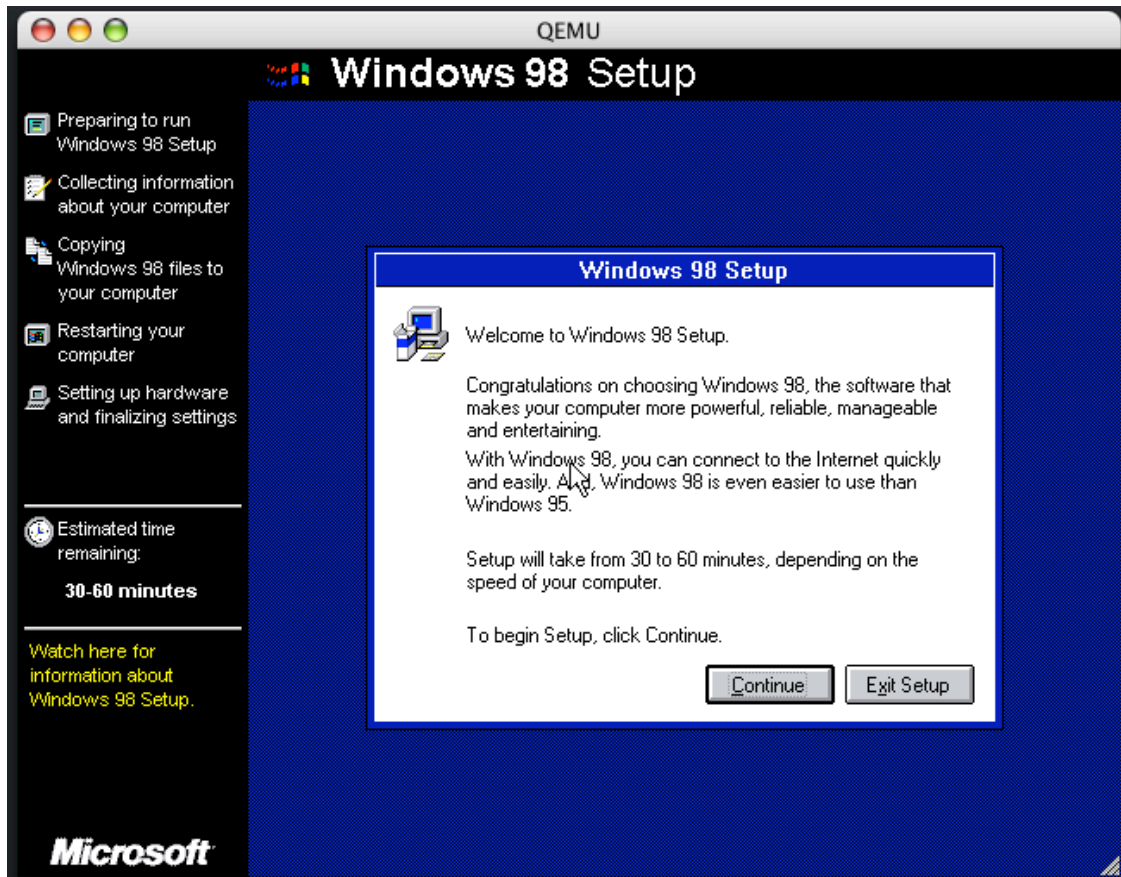 QEMU
Windows 98 Setup
Preparing to run
Windows 98 Setup
Collecting information
about your computer
Copying
Windows 98 files to
your computer
Restarting your
computer
Setting up hardware
and finalizing settings
Estimated time
remaining:
30-60 minutes
Watch here for
information about
Windows 98 Setup.
Microsoft
Windows 98 Setup
Welcome to Windows 98 Setup.
Congratulations on choosing Windows 98, the software that
makes your computer more powerful, reliable, manageable
and entertaining.
With Windows 98, you can connect to the Internet quickly
and easily. And, Windows 98 is even easier to use than
Windows 95.
Setup will take from 30 to 60 minutes, depending on the
speed of your computer.
To begin Setup, click Continue.
Continue
Exit Setup